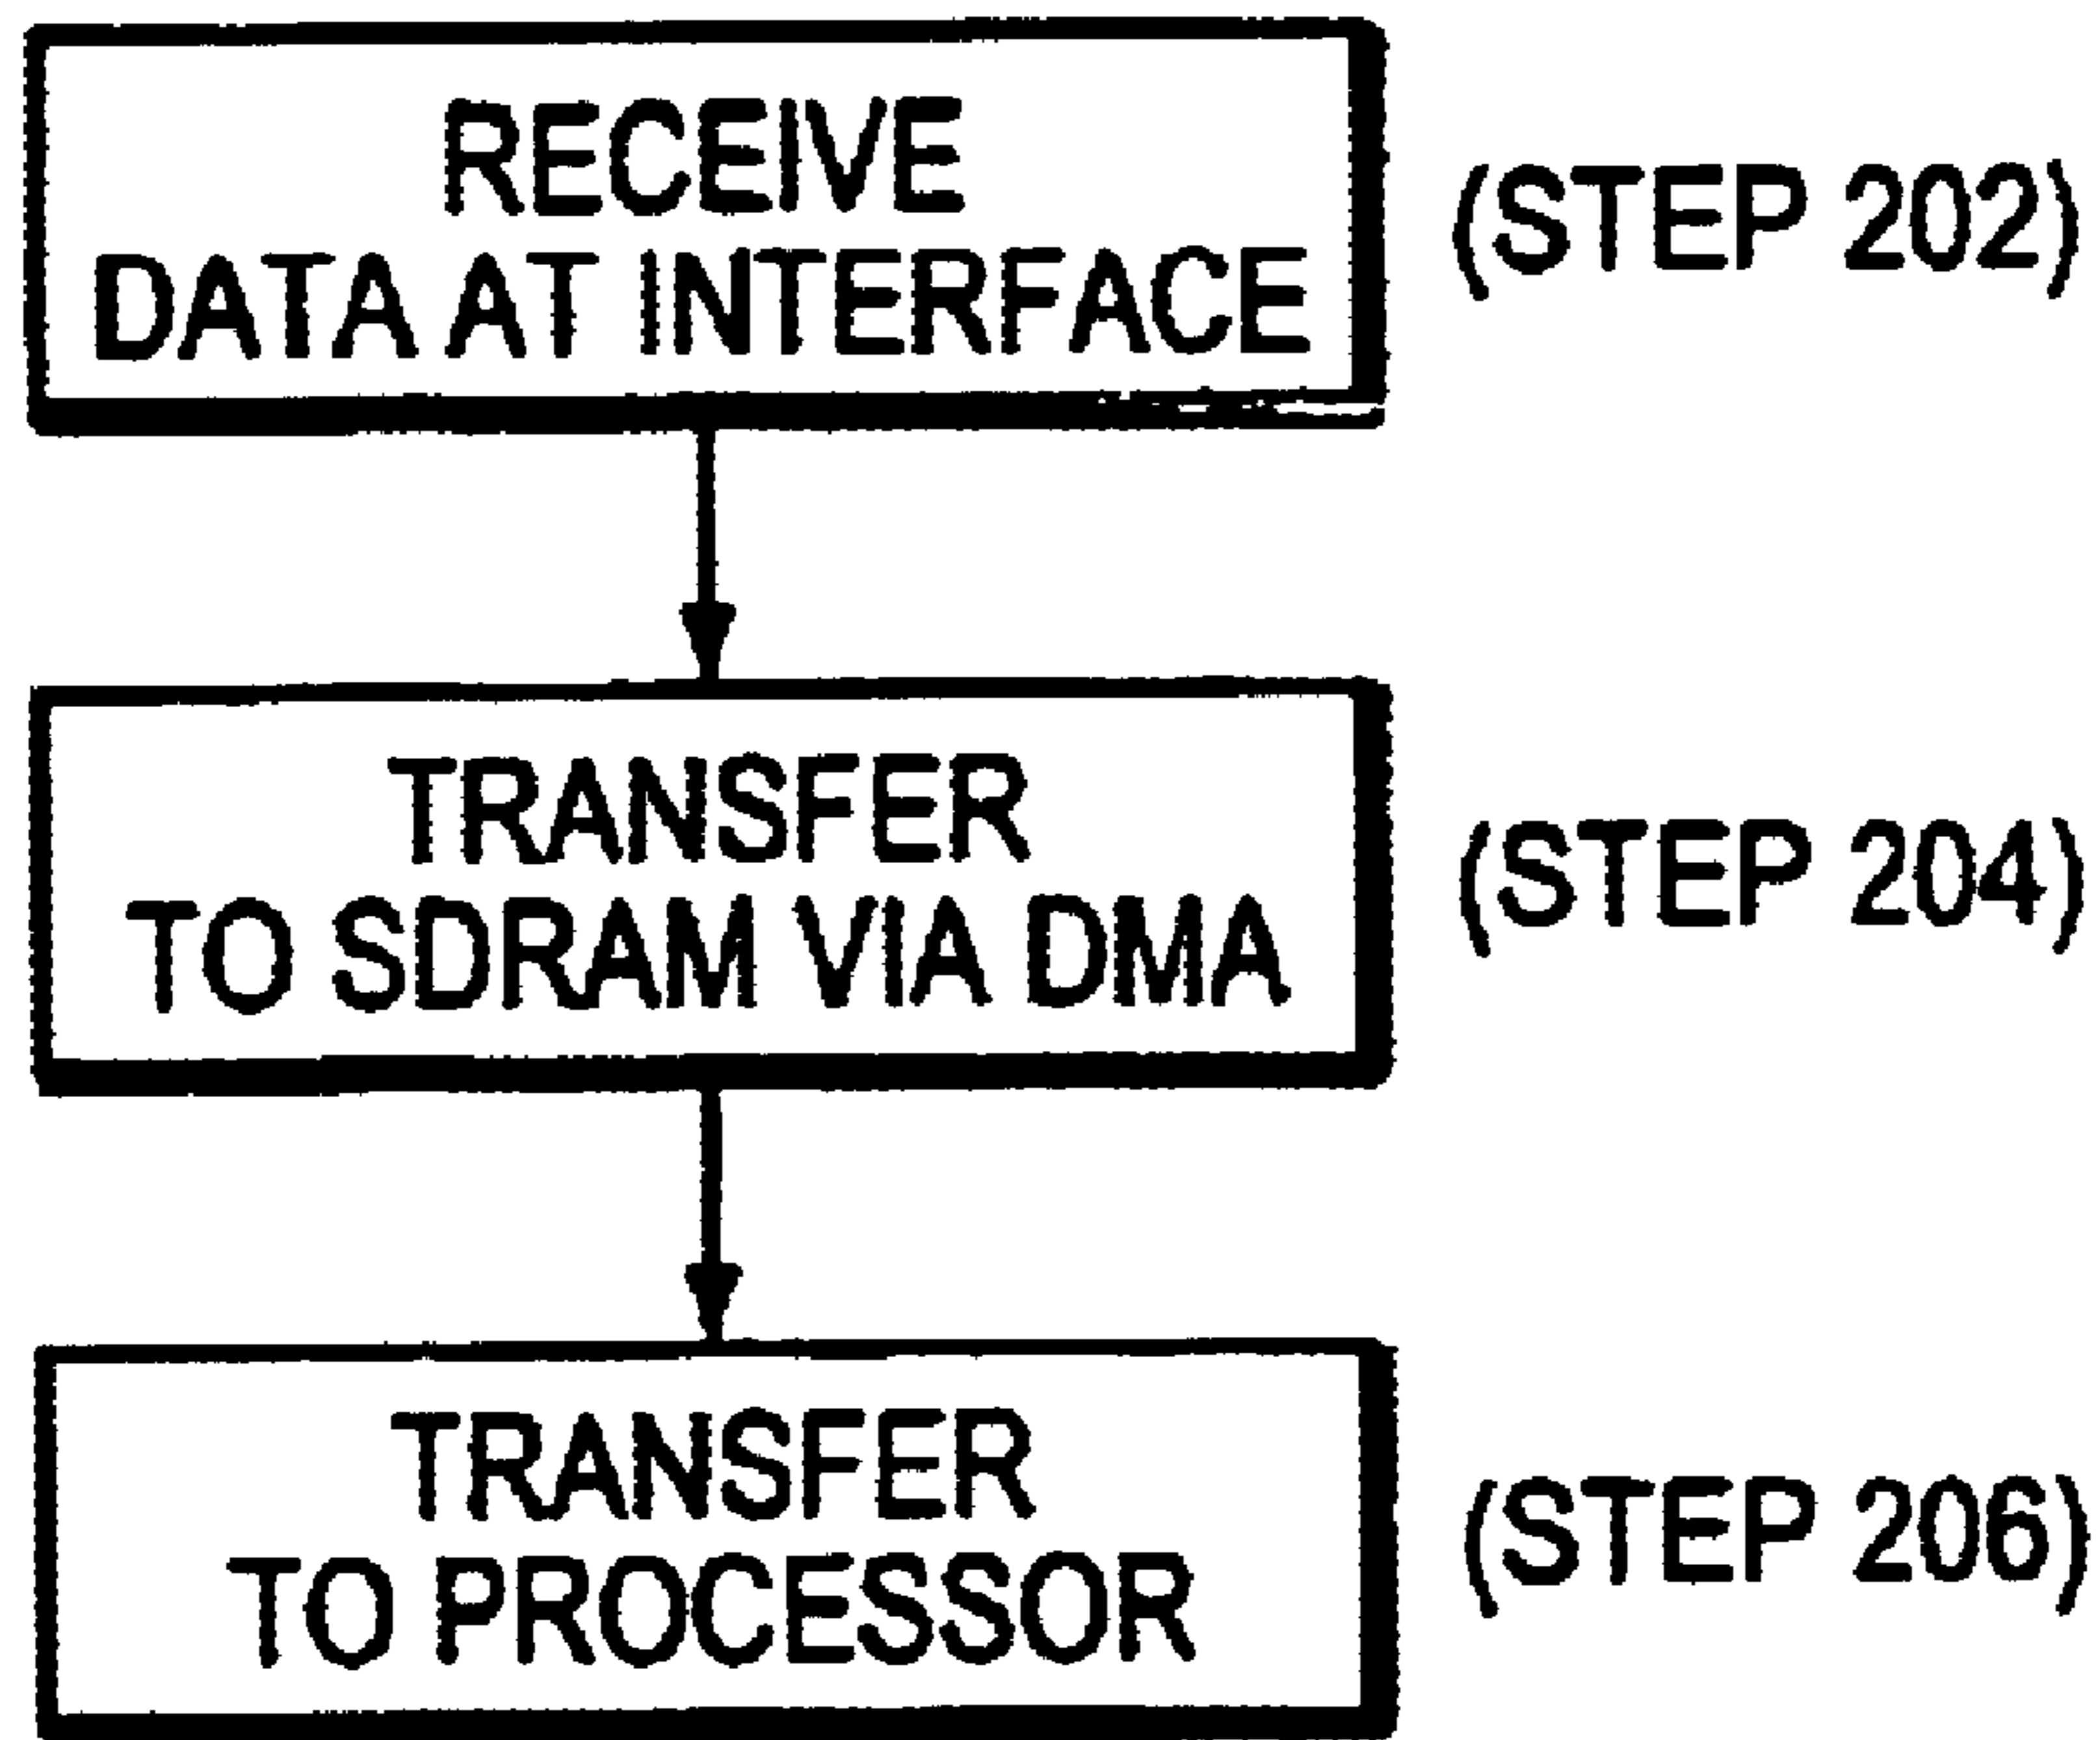 RECEIVE
DATA AT INTERFACE
(STEP 202)
TRANSFER
TO SDRAM VIA DMA
(STEP 204)
TRANSFER
TO PROCESSOR
(STEP 206)